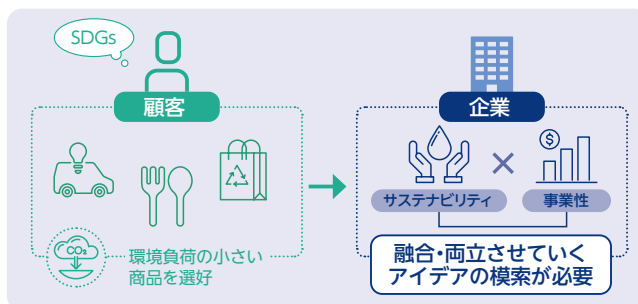 SDGs
顧客
CO2
環境負荷の小さい
商品を選好
企業
$
サステナビリティ
×
事業性
融合・両立させていく
アイデアの模索が必要